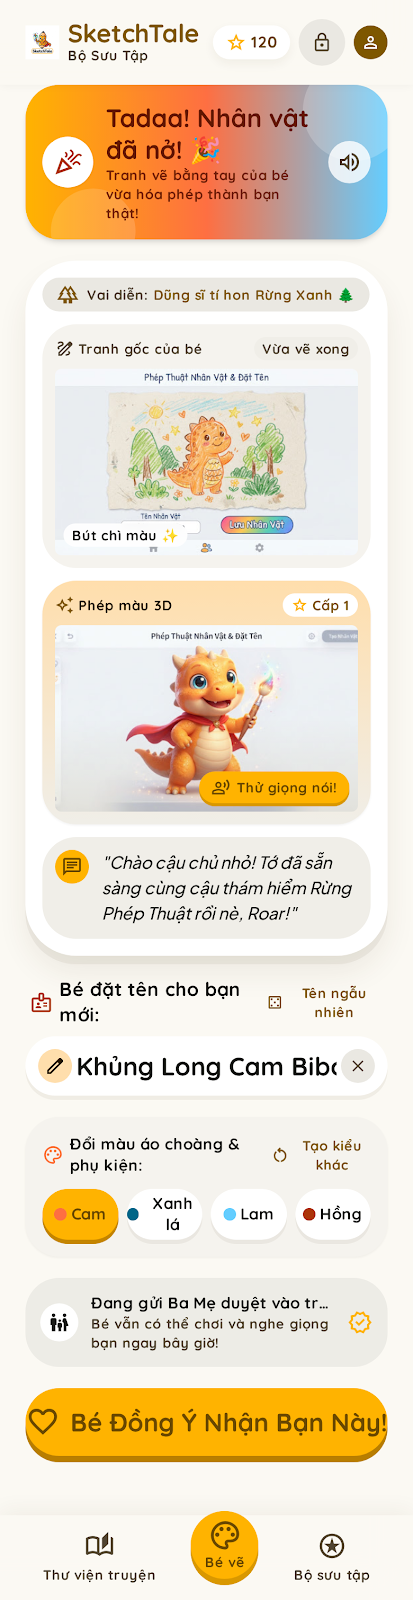 SketchTale
Bộ Sưu Tập
120
Tadaa! Nhân vật
đã nở! 🎉
Tranh vẽ bằng tay của bé
vừa hóa phép thành bạn
thật!
Vai diễn: Dũng sĩ tí hon Rừng Xanh 🌲
Tranh gốc của bé
Vừa vẽ xong
Phép Thuật Nhân Vật & Đặt Tên
Tên Nhân Vật
Lưu Nhân Vật
Bút chì màu ✨
Phép màu 3D
Cấp 1
Phép Thuật Nhân Vật & Đặt Tên
Thử giọng nói!
"Chào cậu chủ nhỏ! Tớ đã sẵn
sàng cùng cậu thám hiểm Rừng
Phép Thuật rồi nè, Roar!"
Bé đặt tên cho bạn
mới:
Tên ngẫu
nhiên
Khủng Long Cam Bibo
Đổi màu áo choàng &
phụ kiện:
Tạo kiểu
khác
Cam
Xanh
lá
Lam
Hồng
Đang gửi Ba Mẹ duyệt vào tr...
Bé vẫn có thể chơi và nghe giọng
bạn ngay bây giờ!
Bé Đồng Ý Nhận Bạn Này!
Thư viện truyện
Bé vẽ
Bộ sưu tập